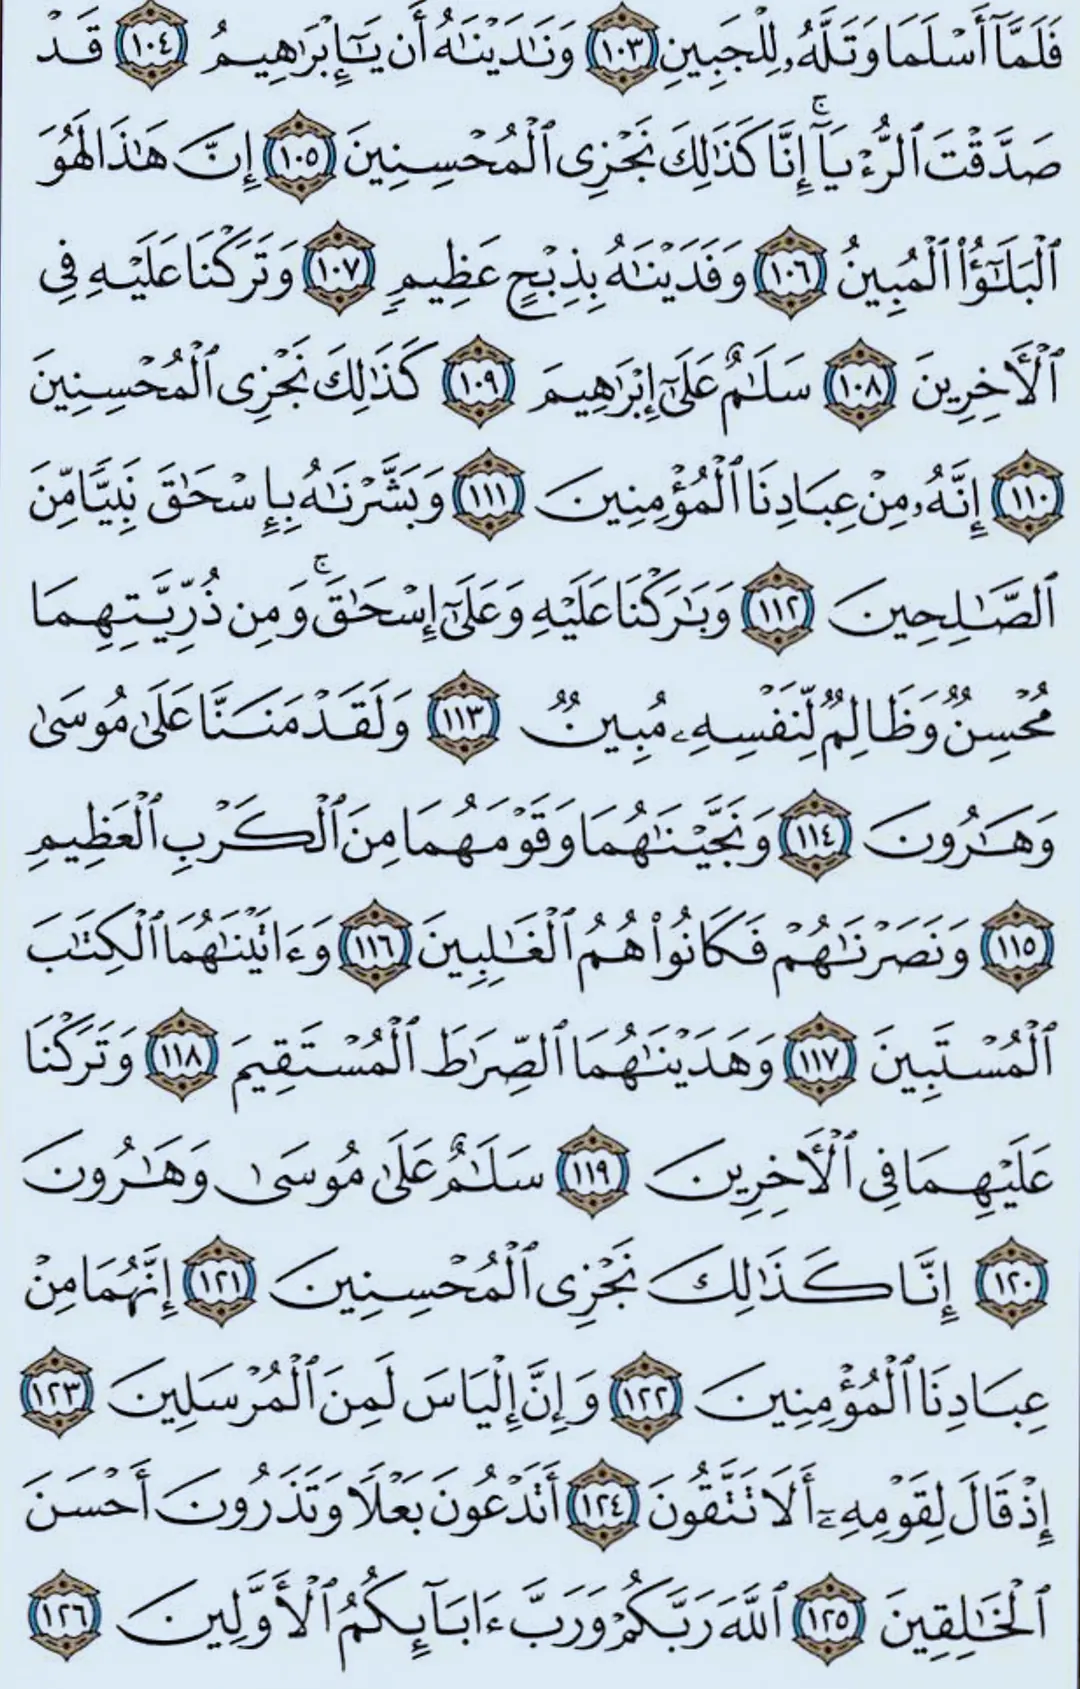 فَلَمَّآ أَسْلَمَا وَتَلَّهُۥ لِلْجَبِينِ ١٠٣ وَنَٰدَيْنَٰهُ أَن يَٰٓإِبْرَٰهِيمُ ١٠٤ قَدْ
صَدَّقْتَ ٱلرُّءْيَآ ۚ إِنَّا كَذَٰلِكَ نَجْزِى ٱلْمُحْسِنِينَ ١٠٥ إِنَّ هَٰذَا لَهُوَ
ٱلْبَلَٰٓؤُا۟ ٱلْمُبِينُ ١٠٦ وَفَدَيْنَٰهُ بِذِبْحٍ عَظِيمٍ ١٠٧ وَتَرَكْنَا عَلَيْهِ فِى
ٱلْأَخِرِينَ ١٠٨ سَلَٰمٌ عَلَىٰٓ إِبْرَٰهِيمَ ١٠٩ كَذَٰلِكَ نَجْزِى ٱلْمُحْسِنِينَ
١١٠ إِنَّهُۥ مِنْ عِبَادِنَا ٱلْمُؤْمِنِينَ ١١١ وَبَشَّرْنَٰهُ بِإِسْحَٰقَ نَبِيًّا مِّنَ
ٱلصَّٰلِحِينَ ١١٢ وَبَٰرَكْنَا عَلَيْهِ وَعَلَىٰٓ إِسْحَٰقَ ۚ وَمِن ذُرِّيَّتِهِمَا
مُحْسِنٌ وَظَالِمٌ لِّنَفْسِهِۦ مُبِينٌ ١١٣ وَلَقَدْ مَنَنَّا عَلَىٰ مُوسَىٰ
وَهَٰرُونَ ١١٤ وَنَجَّيْنَٰهُمَا وَقَوْمَهُمَا مِنَ ٱلْكَرْبِ ٱلْعَظِيمِ
١١٥ وَنَصَرْنَٰهُمْ فَكَانُوا۟ هُمُ ٱلْغَٰلِبِينَ ١١٦ وَءَاتَيْنَٰهُمَا ٱلْكِتَٰبَ
ٱلْمُسْتَبِينَ ١١٧ وَهَدَيْنَٰهُمَا ٱلصِّرَٰطَ ٱلْمُسْتَقِيمَ ١١٨ وَتَرَكْنَا
عَلَيْهِمَا فِى ٱلْأَخِرِينَ ١١٩ سَلَٰمٌ عَلَىٰ مُوسَىٰ وَهَٰرُونَ
١٢٠ إِنَّا كَذَٰلِكَ نَجْزِى ٱلْمُحْسِنِينَ ١٢١ إِنَّهُمَا مِنْ
عِبَادِنَا ٱلْمُؤْمِنِينَ ١٢٢ وَإِنَّ إِلْيَاسَ لَمِنَ ٱلْمُرْسَلِينَ ١٢٣
إِذْ قَالَ لِقَوْمِهِۦٓ أَلَا تَتَّقُونَ ١٢٤ أَتَدْعُونَ بَعْلًا وَتَذَرُونَ أَحْسَنَ
ٱلْخَٰلِقِينَ ١٢٥ ٱللَّهَ رَبَّكُمْ وَرَبَّ ءَابَآئِكُمُ ٱلْأَوَّلِينَ ١٢٦